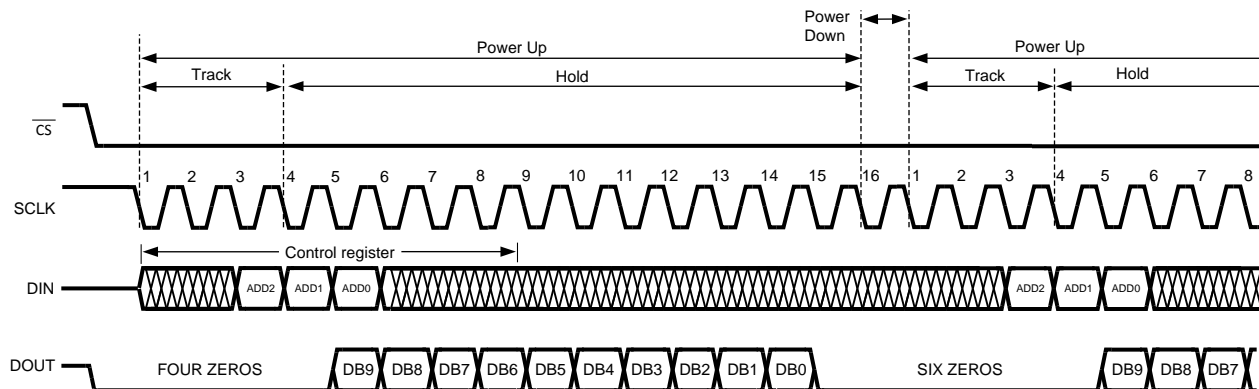 Power
Down
Power Up
Power Up
Track
Hold
Track
Hold
CS
1 2 3 4 5 6 7 8 9 10 11 12 13 14 15 16 1 2 3 4 5 6 7 8
SCLK
Control register
DIN
ADD2 ADD1 ADD0 ADD2 ADD1 ADD0
DOUT FOUR ZEROS DB9 DB8 DB7 DB6 DB5 DB4 DB3 DB2 DB1 DB0 SIX ZEROS DB9 DB8 DB7